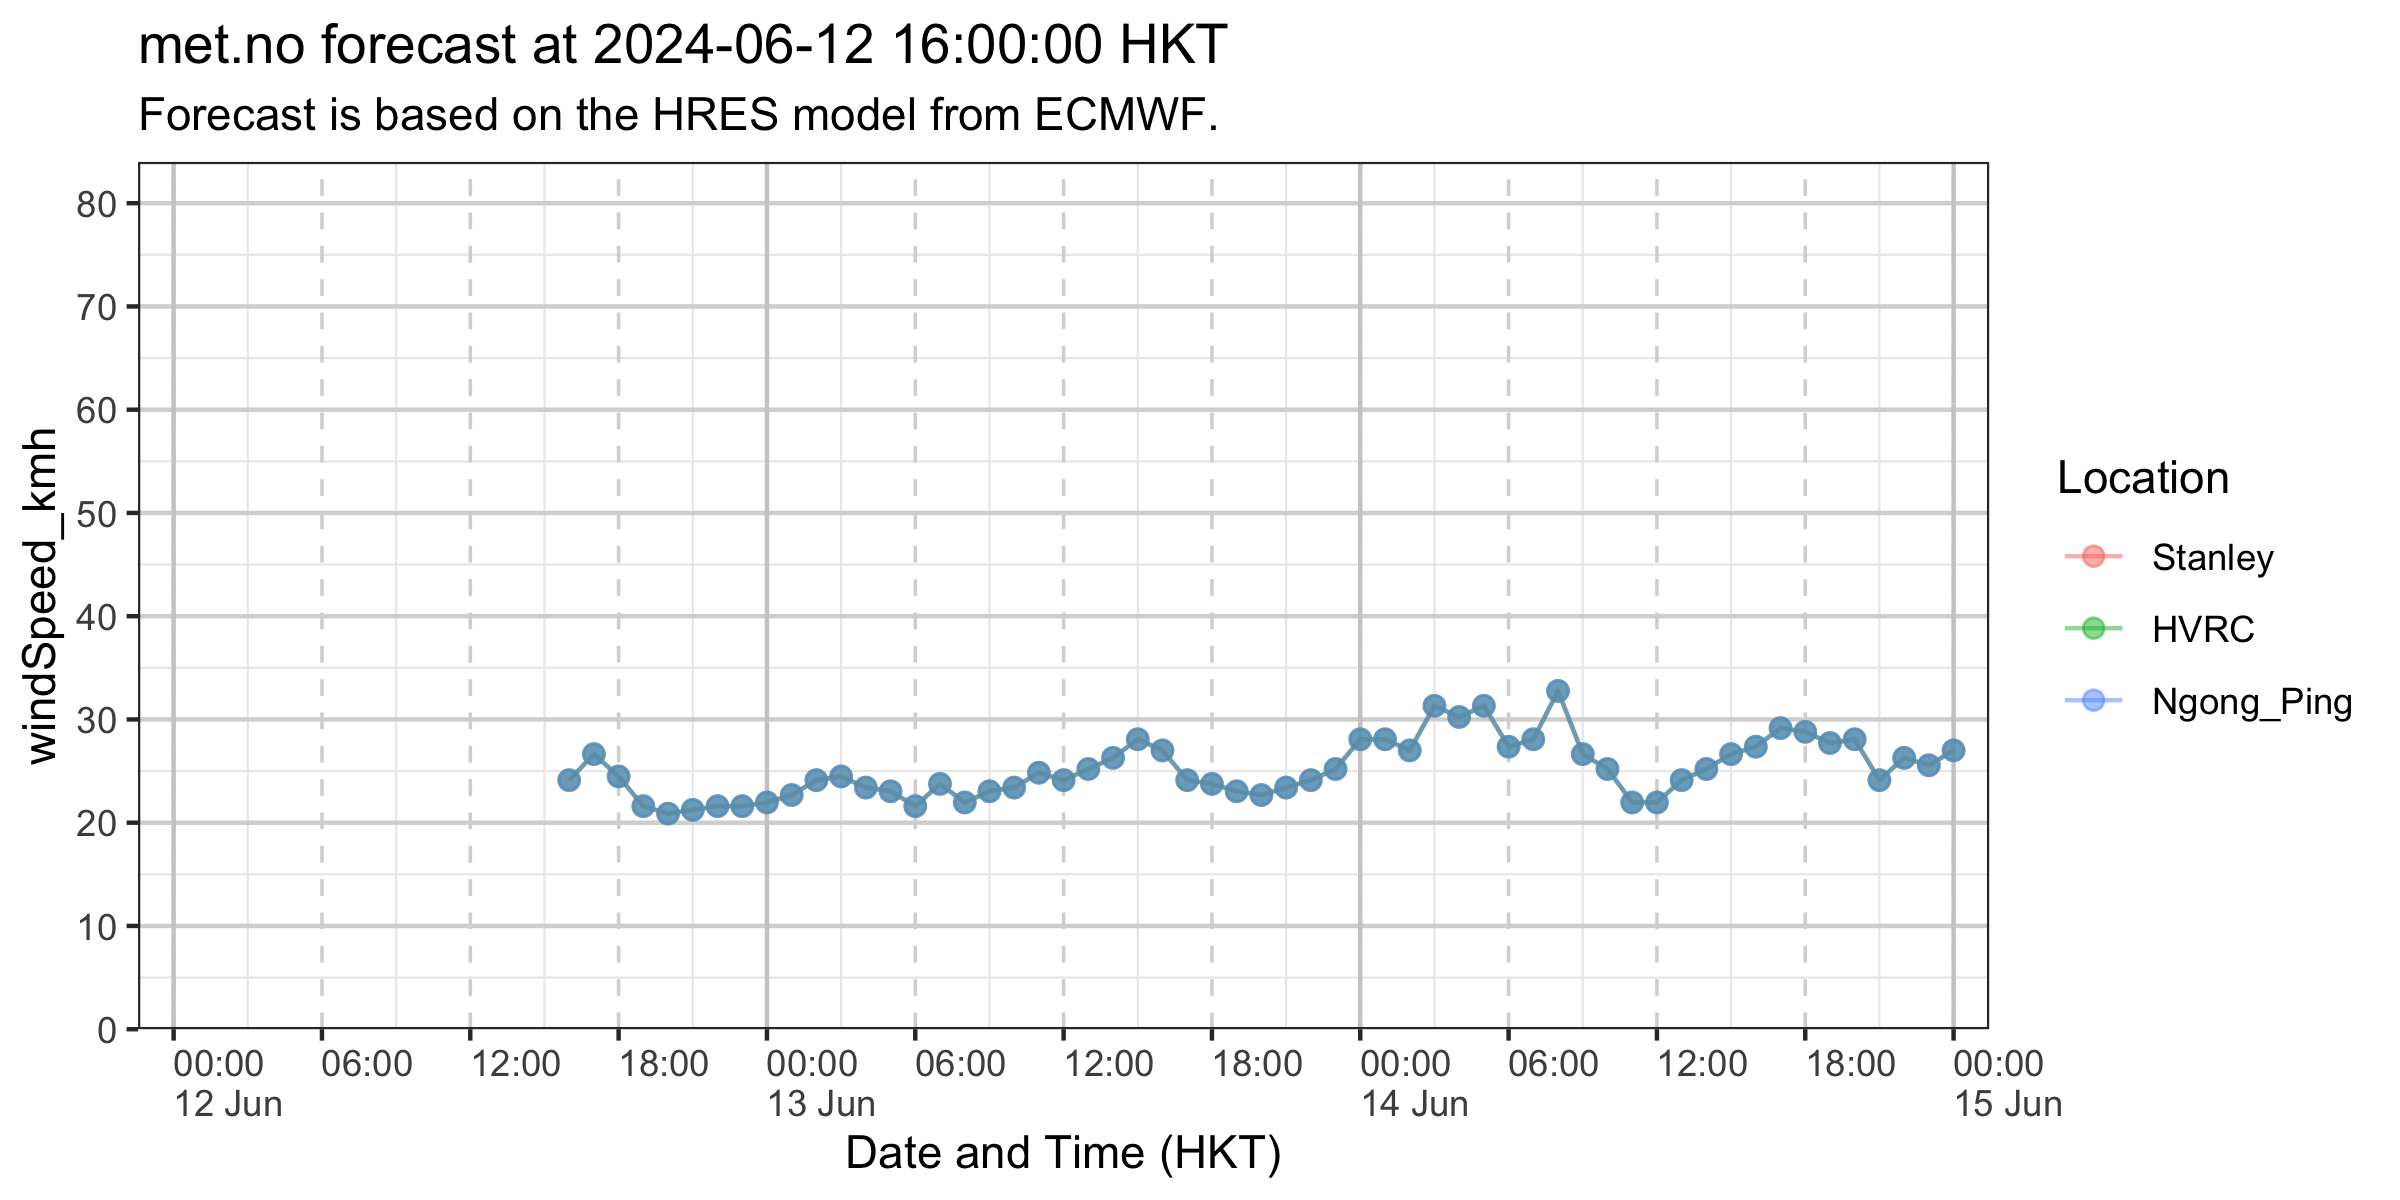 met.no forecast at 2024-06-12 16:00:00 HKT
Forecast is based on the HRES model from ECMWF.
windSpeed_kmh
80
70
60
50
40
30
20
10
0
00:00 06:00 12:00 18:00 00:00 06:00 12:00 18:00 00:00 06:00 12:00 18:00 00:00
12 Jun 13 Jun 14 Jun 15 Jun
Date and Time (HKT)
Location
Stanley
HVRC
Ngong_Ping